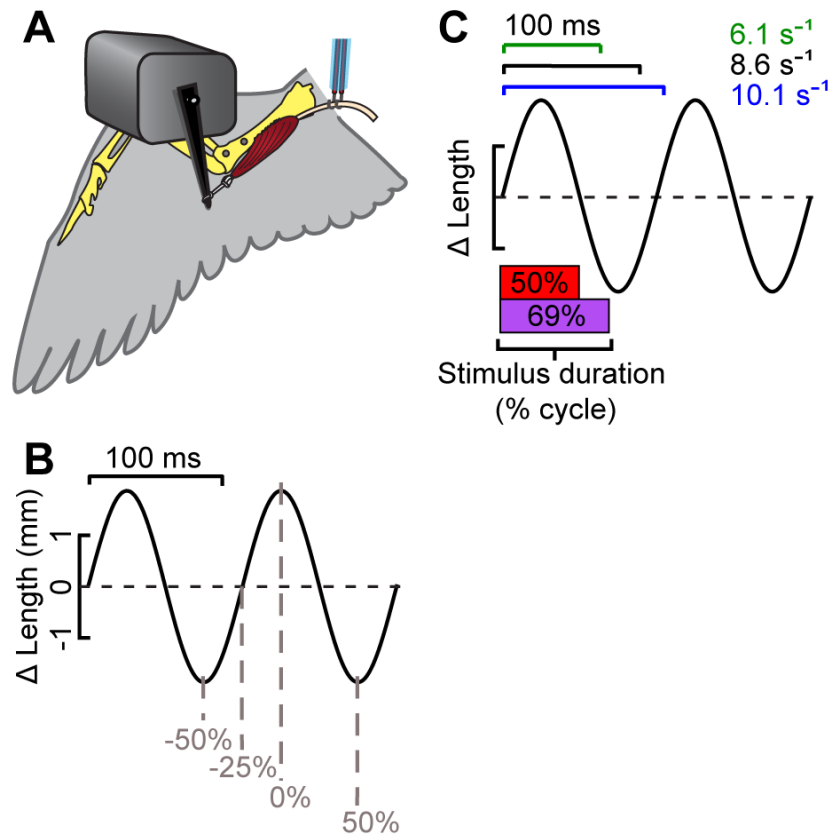 A
C
100 ms
6.1 s⁻¹
8.6 s⁻¹
10.1 s⁻¹
Δ Length
50%
69%
Stimulus duration
(% cycle)
B
100 ms
Δ Length (mm)
1
0
-1
-50%
-25%
0%
50%